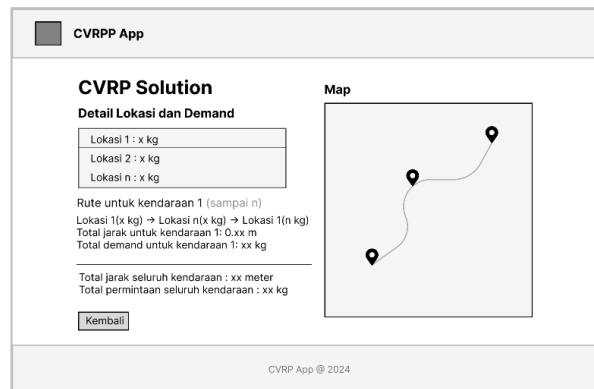 CVRPP App
CVRP Solution
Detail Lokasi dan Demand
Lokasi 1 : x kg
Lokasi 2 : x kg
Lokasi n : x kg
Rute untuk kendaraan 1 (sampai n)
Lokasi 1(x kg) → Lokasi n(x kg) → Lokasi 1(n kg)
Total jarak untuk kendaraan 1: 0.xx m
Total demand untuk kendaraan 1: xx kg
Total jarak seluruh kendaraan : xx meter
Total permintaan seluruh kendaraan : xx kg
Kembali
Map
CVRP App @ 2024